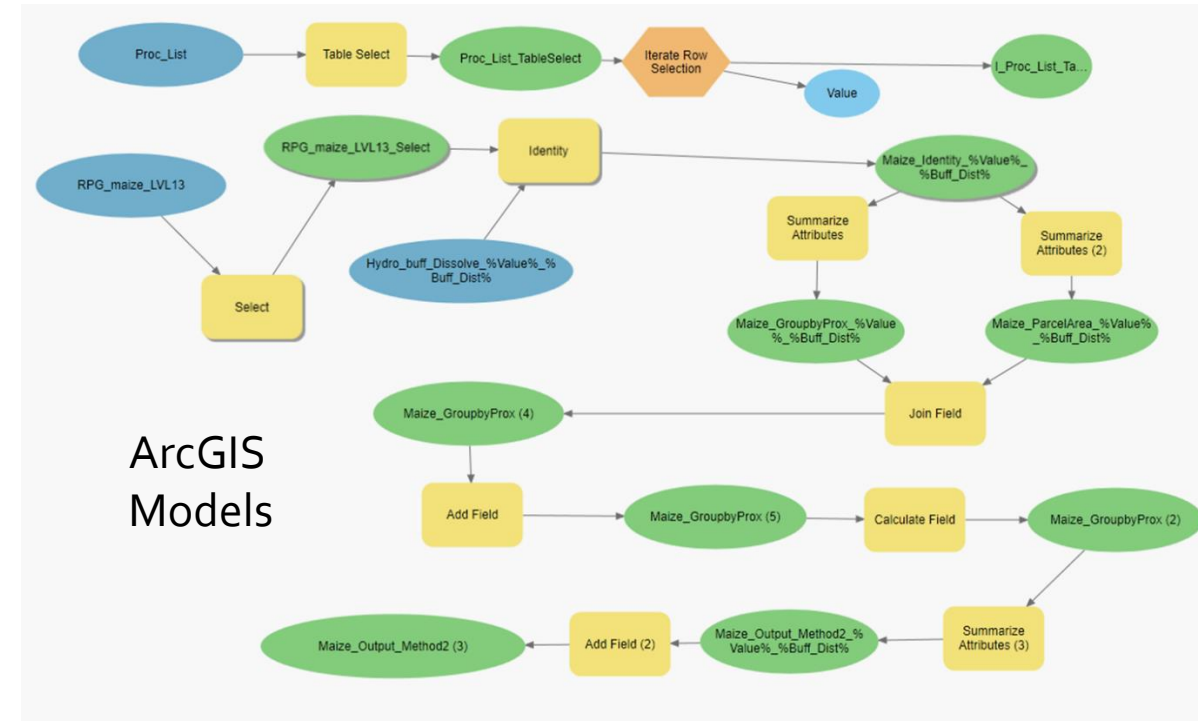 Proc_List
Table Select
Proc_List_TableSelect
Iterate Row
Selection
I_Proc_List_Ta...
Value
RPG_maize_LVL13_Select
Identity
RPG_maize_LVL13
Maize_Identity_%Value%_
%Buff_Dist%
Summarize
Attributes
Summarize
Attributes (2)
Hydro_buff_Dissolve_%Value%_%
Buff_Dist%
Select
Maize_GroupbyProx_%Value
%_%Buff_Dist%
Maize_ParcelArea_%Value%
_%Buff_Dist%
Maize_GroupbyProx (4)
Join Field
ArcGIS
Models
Add Field
Maize_GroupbyProx (5)
Calculate Field
Maize_GroupbyProx (2)
Maize_Output_Method2 (3)
Add Field (2)
Maize_Output_Method2_%
Value%_%Buff_Dist%
Summarize
Attributes (3)